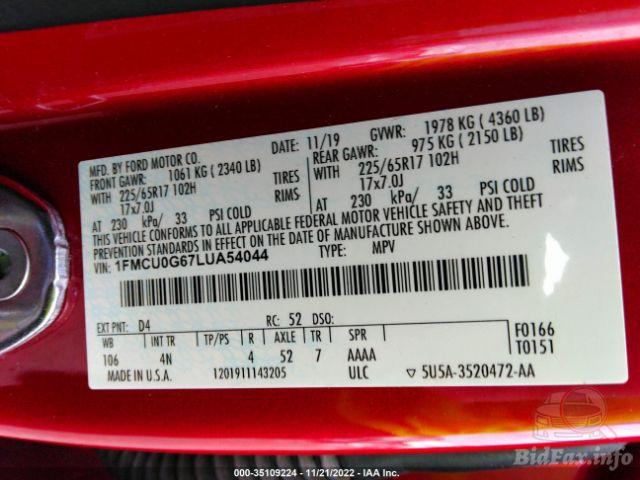 MFD. BY FORD MOTOR CO.
DATE: 11/19 GVWR: 1978 KG ( 4360 LB)
FRONT GAWR: 1061 KG ( 2340 LB)
REAR GAWR: 975 KG ( 2150 LB)
WITH 225/65R17 102H TIRES
17x7.0J RIMS
AT 230 kPa/ 33 PSI COLD
WITH 225/65R17 102H TIRES
17x7.0J RIMS
AT 230 kPa/ 33 PSI COLD
THIS VEHICLE CONFORMS TO ALL APPLICABLE FEDERAL MOTOR VEHICLE SAFETY AND THEFT
PREVENTION STANDARDS IN EFFECT ON THE DATE OF MANUFACTURE SHOWN ABOVE.
VIN: 1FMCU0G67LUA54044 TYPE: MPV
EXT PNT: D4 RC: 52 DSO:
WB INT TR TP/PS R AXLE TR SPR
106 4N 4 52 7 AAAA
F0166
T0151
MADE IN U.S.A. 1201911143205 ULC ▽ 5U5A-3520472-AA
000-35109224 - 11/21/2022 - IAA Inc.
BidFax.info